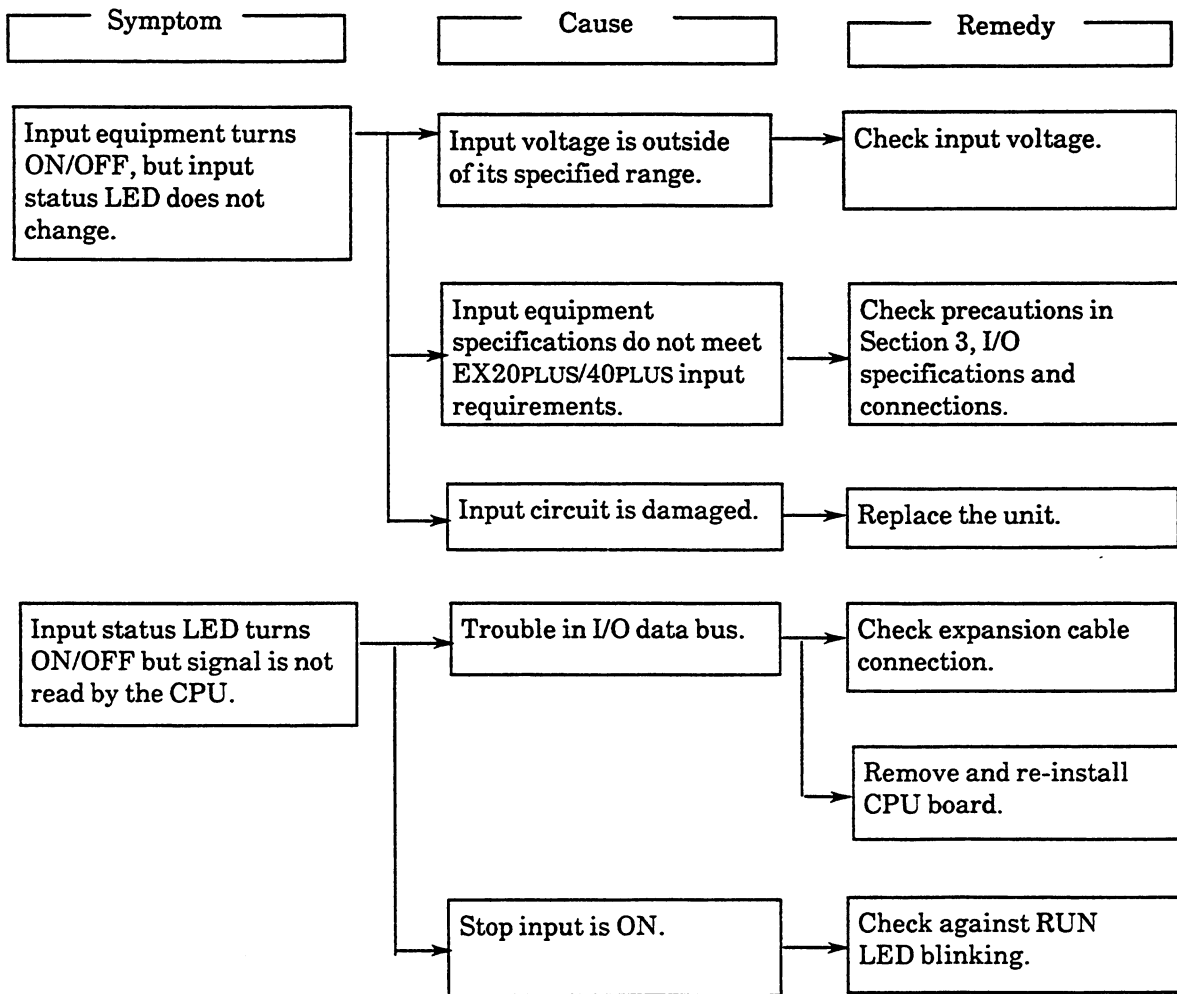 Symptom
Cause
Remedy
Input equipment turns
ON/OFF, but input
status LED does not
change.
Input voltage is outside
of its specified range.
Check input voltage.
Input equipment
specifications do not meet
EX20PLUS/40PLUS input
requirements.
Check precautions in
Section 3, I/O
specifications and
connections.
Input circuit is damaged.
Replace the unit.
Input status LED turns
ON/OFF but signal is not
read by the CPU.
Trouble in I/O data bus.
Check expansion cable
connection.
Remove and re-install
CPU board.
Stop input is ON.
Check against RUN
LED blinking.